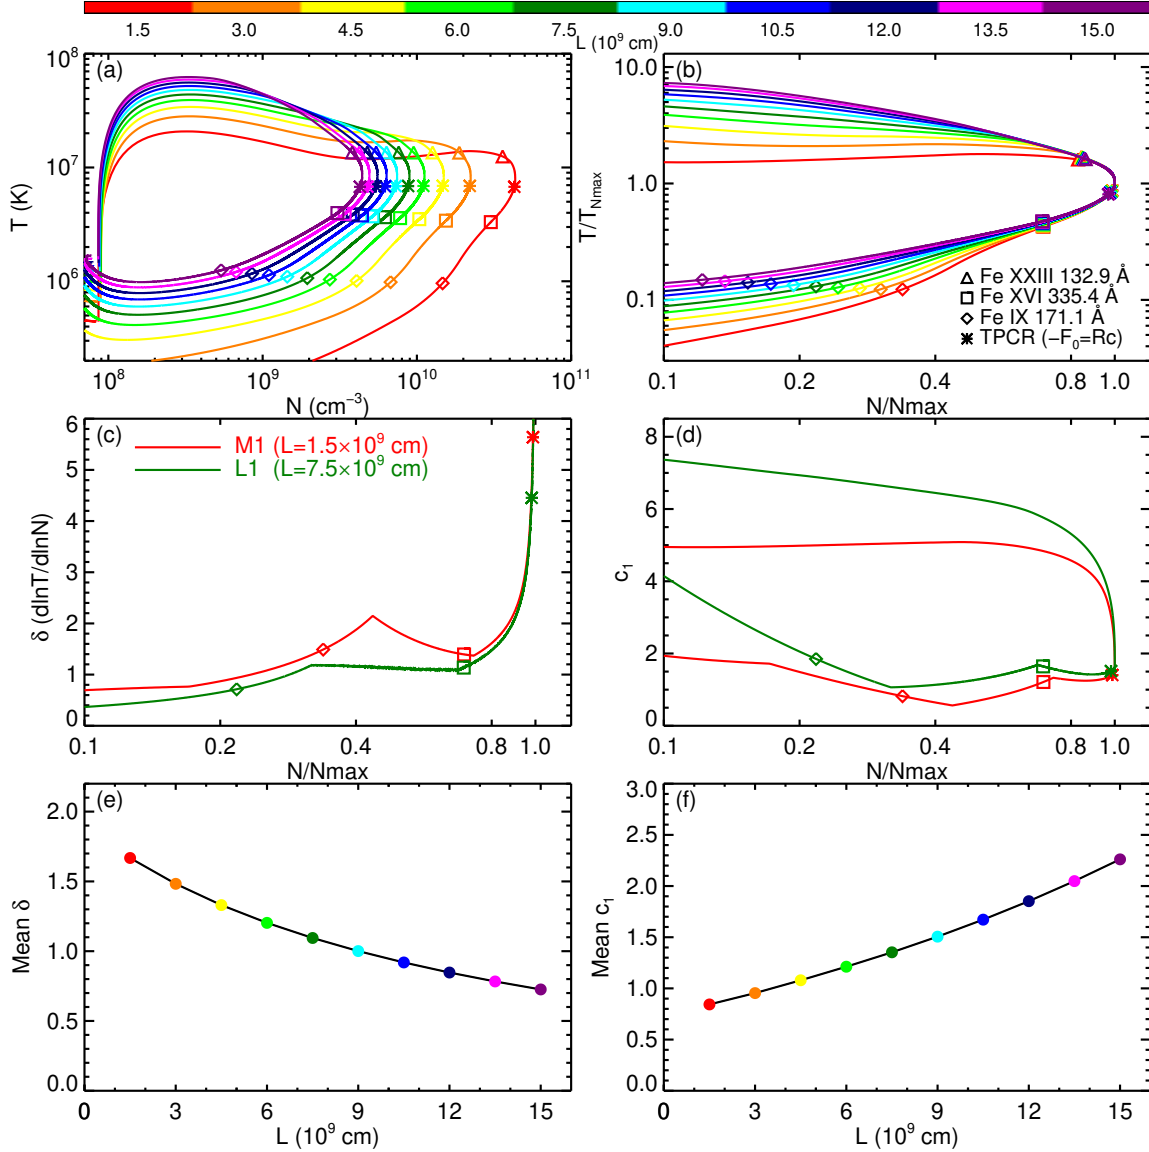 1.5 3.0 4.5 6.0 7.5 9.0 10.5 12.0 13.5 15.0
L (10⁹ cm)
(a)
10⁸
10⁷
10⁶
T (K)
10⁸ 10⁹ 10¹⁰ 10¹¹
N (cm⁻³)
(b)
10.0
1.0
0.1
T/T_Nmax
Fe XXIII 132.9 Å
Fe XVI 335.4 Å
Fe IX 171.1 Å
TPCR (−F₀=Rc)
0.1 0.2 0.4 0.8 1.0
N/Nmax
(c)
M1 (L=1.5×10⁹ cm)
L1 (L=7.5×10⁹ cm)
6
5
4
3
2
1
0
δ (dlnT/dlnN)
0.1 0.2 0.4 0.8 1.0
N/Nmax
(d)
8
6
4
2
0
c₁
0.1 0.2 0.4 0.8 1.0
N/Nmax
(e)
2.0
1.5
1.0
0.5
0.0
Mean δ
0 3 6 9 12 15
L (10⁹ cm)
(f)
3.0
2.5
2.0
1.5
1.0
0.5
0.0
Mean c₁
0 3 6 9 12 15
L (10⁹ cm)